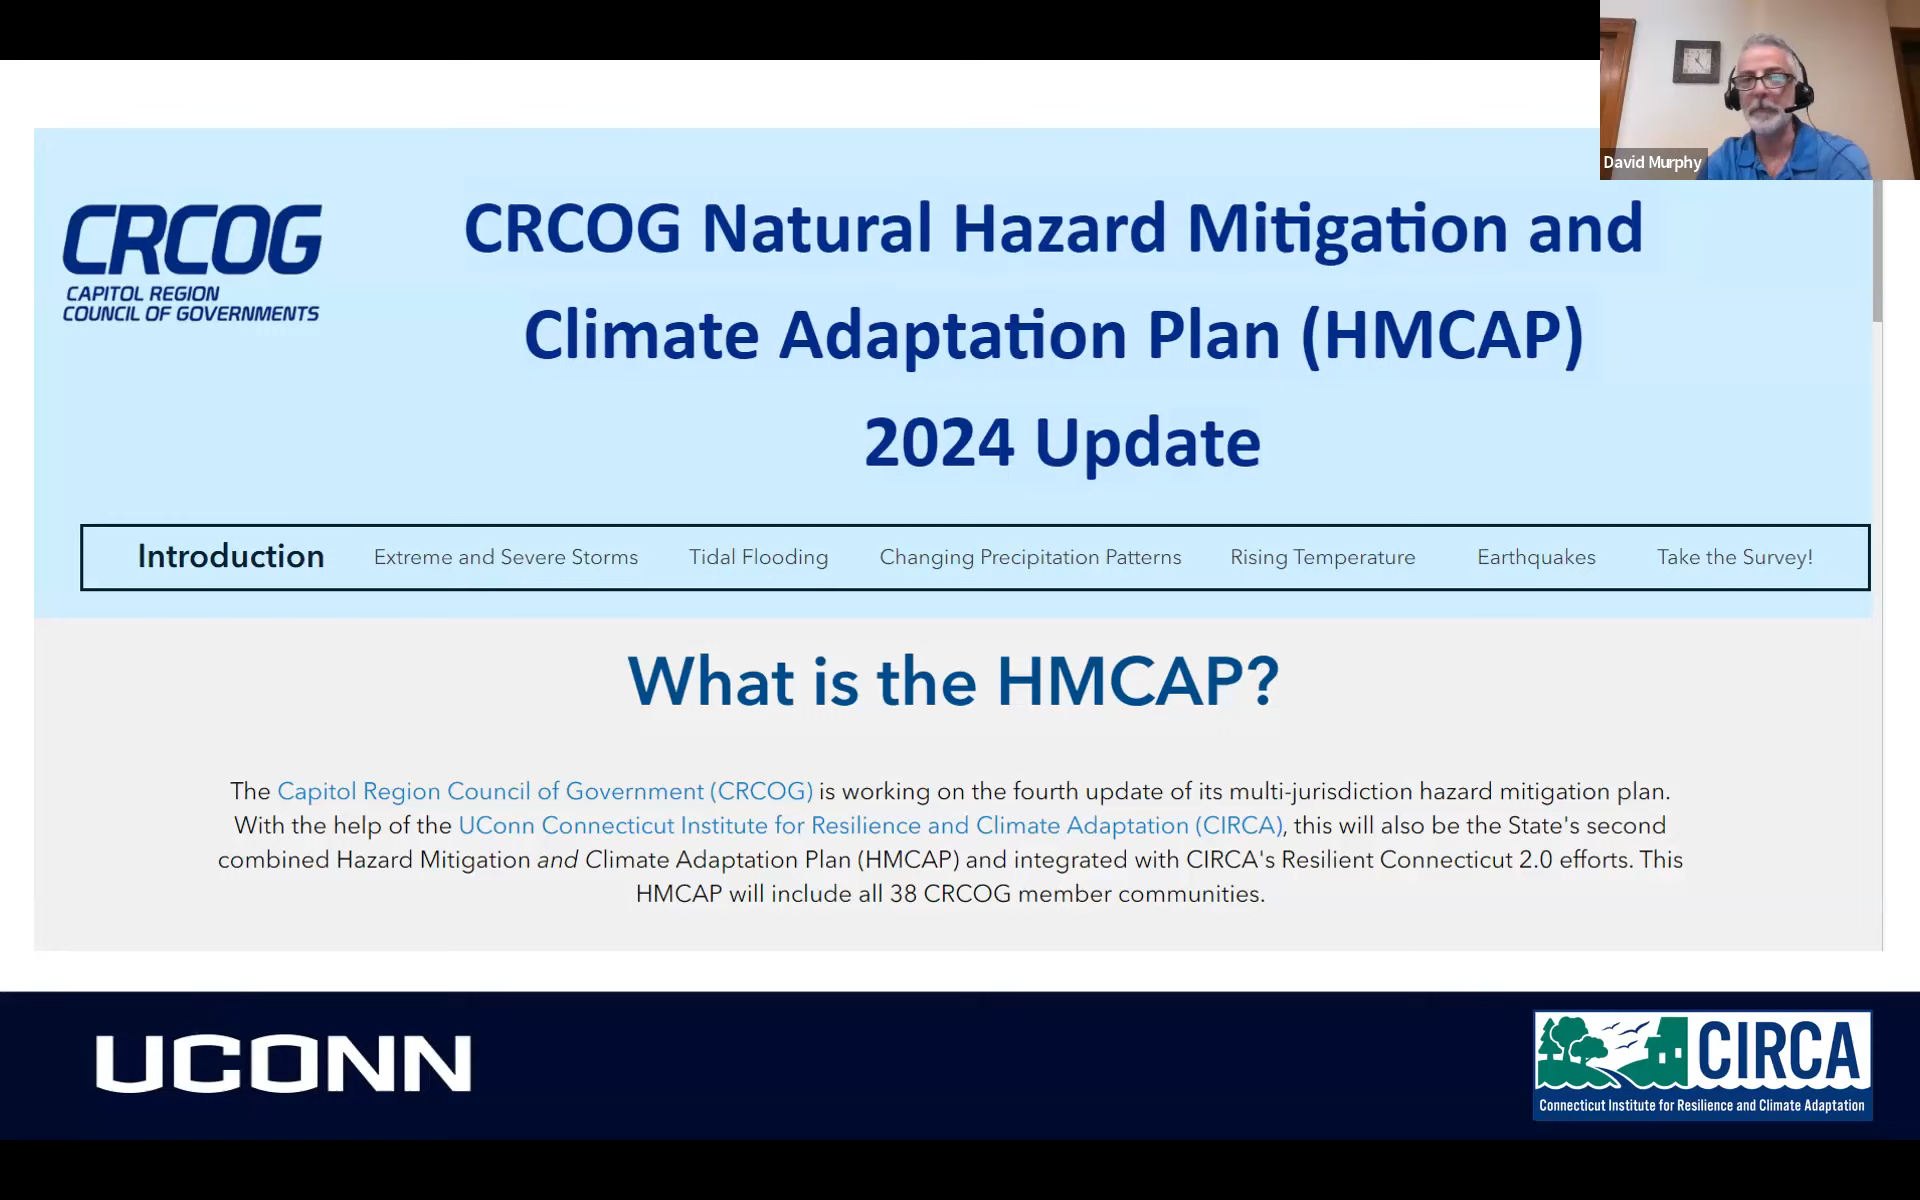 David Murphy
CRCOG
CAPITOL REGION
COUNCIL OF GOVERNMENTS
CRCOG Natural Hazard Mitigation and
Climate Adaptation Plan (HMCAP)
2024 Update
Introduction Extreme and Severe Storms Tidal Flooding Changing Precipitation Patterns Rising Temperature Earthquakes Take the Survey!
What is the HMCAP?
The Capitol Region Council of Government (CRCOG) is working on the fourth update of its multi-jurisdiction hazard mitigation plan.
With the help of the UConn Connecticut Institute for Resilience and Climate Adaptation (CIRCA), this will also be the State's second
combined Hazard Mitigation and Climate Adaptation Plan (HMCAP) and integrated with CIRCA's Resilient Connecticut 2.0 efforts. This
HMCAP will include all 38 CRCOG member communities.
UCONN
CIRCA
Connecticut Institute for Resilience and Climate Adaptation